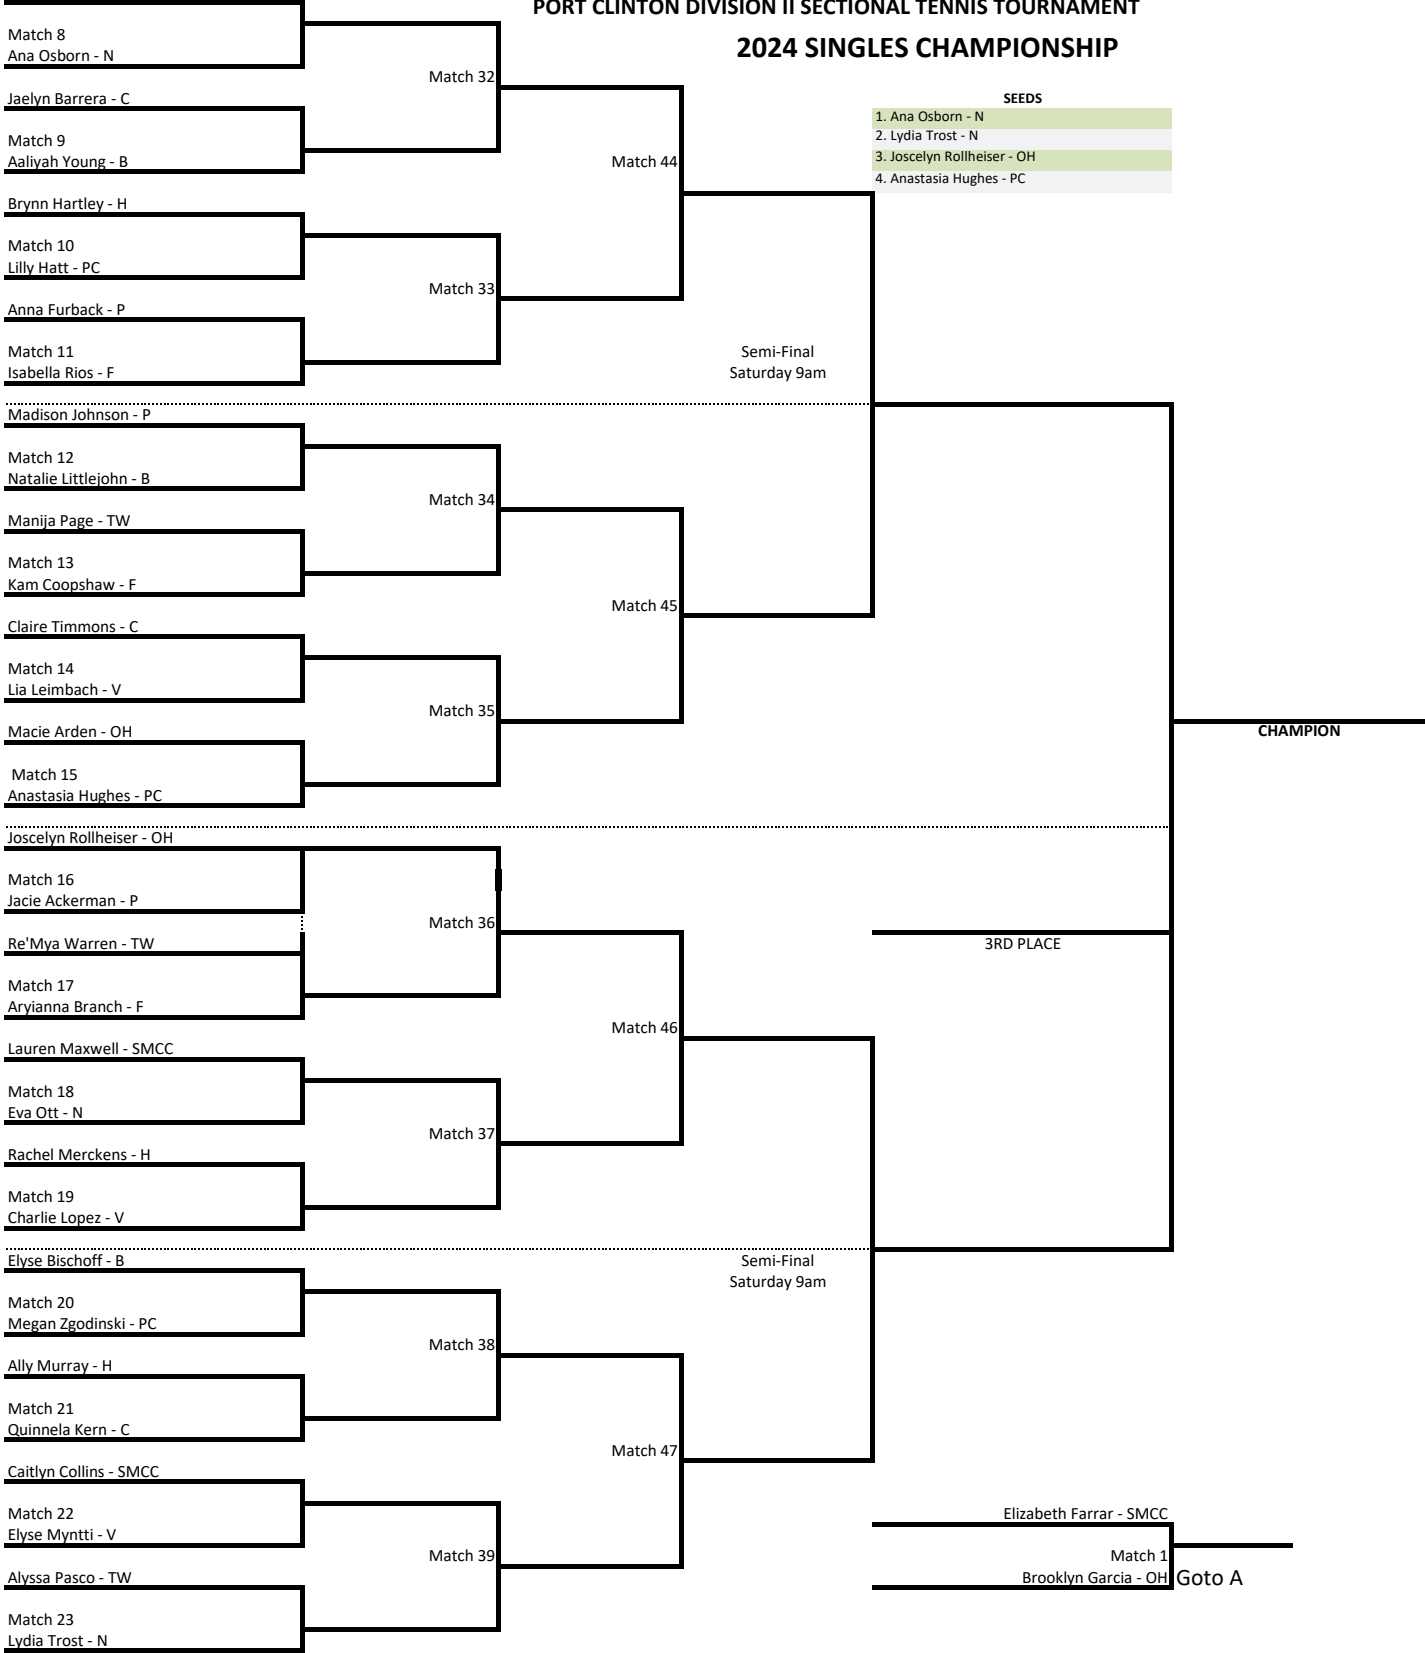 PORT CLINTON DIVISION II SECTIONAL TENNIS TOURNAMENT
2024 SINGLES CHAMPIONSHIP
SEEDS
1. Ana Osborn - N
2. Lydia Trost - N
3. Joscelyn Rollheiser - OH
4. Anastasia Hughes - PC
Match 8
Ana Osborn - N
Match 32
Jaelyn Barrera - C
Match 9
Aaliyah Young - B
Match 44
Brynn Hartley - H
Match 10
Lilly Hatt - PC
Match 33
Anna Furback - P
Match 11
Isabella Rios - F
Semi-Final
Saturday 9am
Madison Johnson - P
Match 12
Natalie Littlejohn - B
Match 34
Manija Page - TW
Match 13
Kam Coopshaw - F
Match 45
Claire Timmons - C
Match 14
Lia Leimbach - V
Match 35
Macie Arden - OH
CHAMPION
Match 15
Anastasia Hughes - PC
Joscelyn Rollheiser - OH
Match 16
Jacie Ackerman - P
Match 36
Re'Mya Warren - TW
3RD PLACE
Match 17
Aryianna Branch - F
Match 46
Lauren Maxwell - SMCC
Match 18
Eva Ott - N
Match 37
Rachel Merckens - H
Match 19
Charlie Lopez - V
Elyse Bischoff - B
Semi-Final
Saturday 9am
Match 20
Megan Zgodinski - PC
Match 38
Ally Murray - H
Match 21
Quinnela Kern - C
Match 47
Caitlyn Collins - SMCC
Match 22
Elyse Myntti - V
Match 39
Alyssa Pasco - TW
Match 23
Lydia Trost - N
Elizabeth Farrar - SMCC
Match 1
Brooklyn Garcia - OH
Goto A